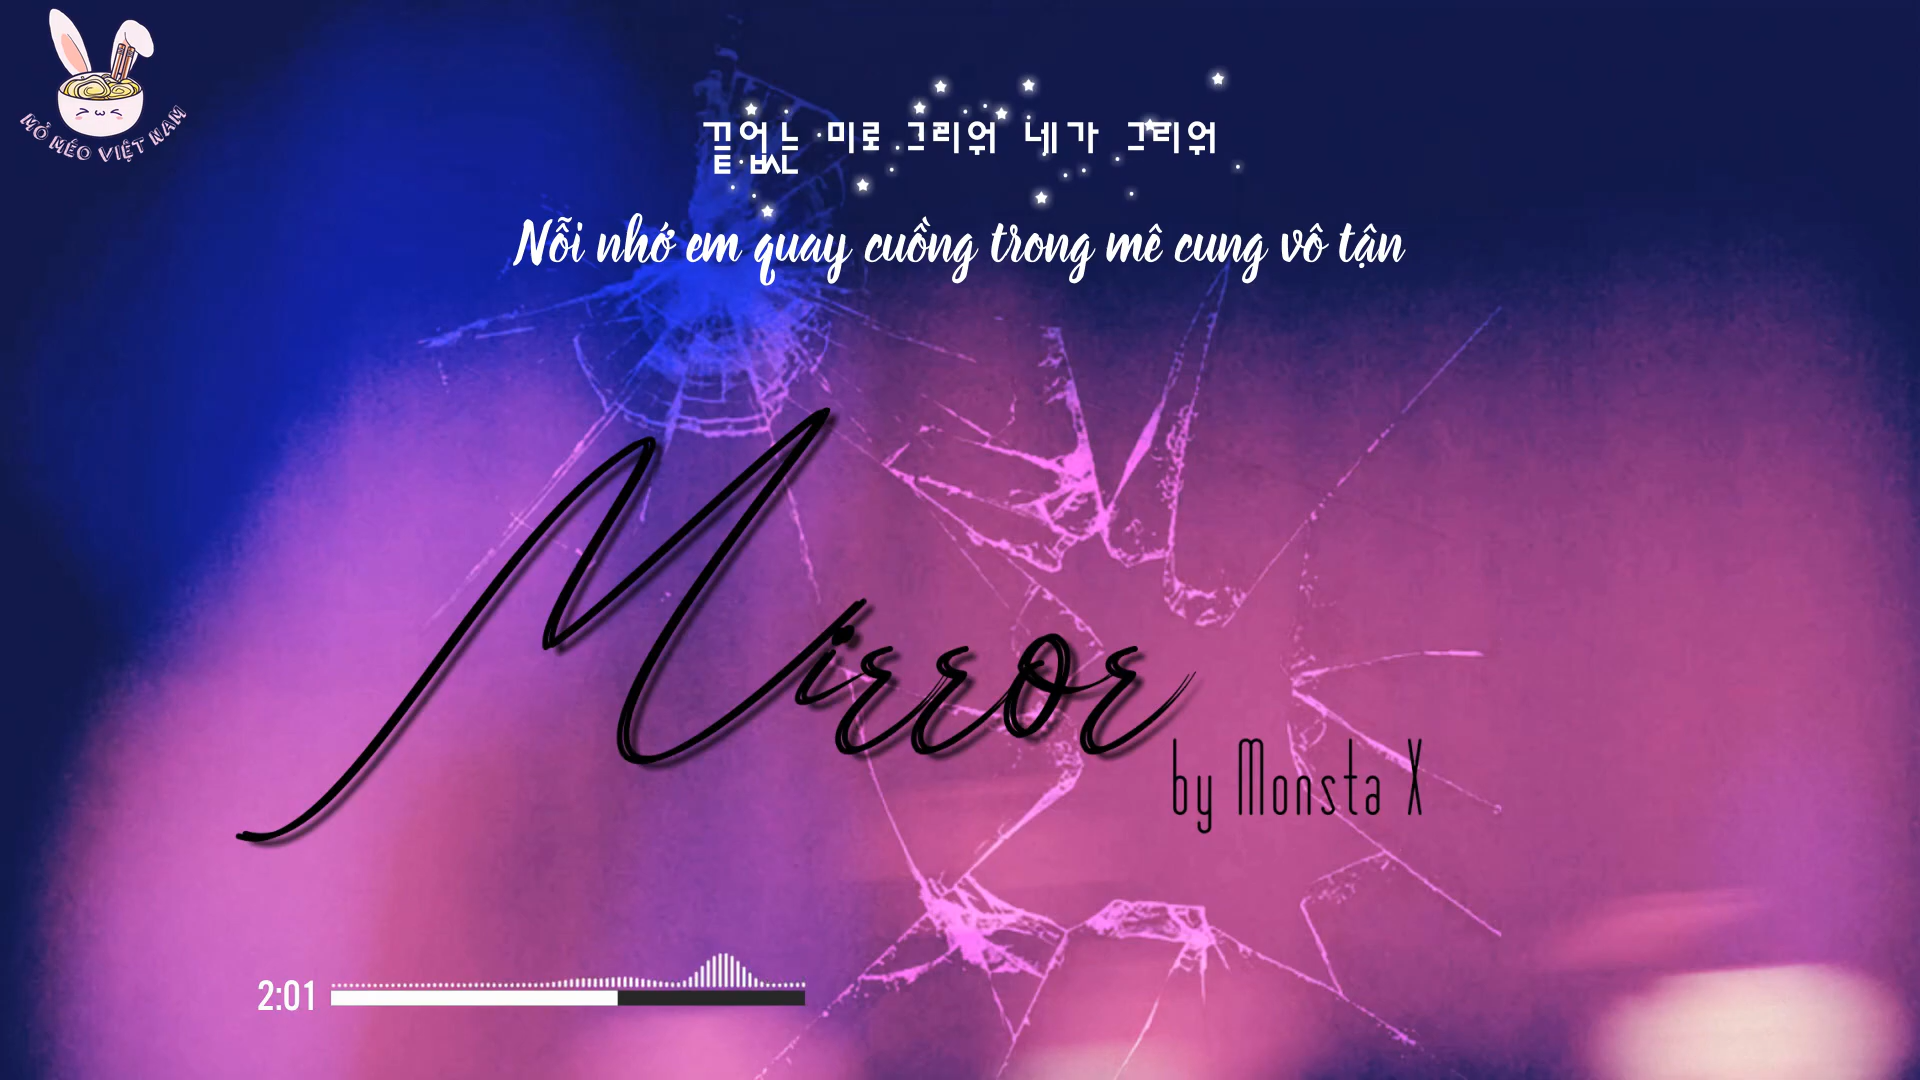 MỎ MÉO VIỆT NAM
끝없는 미로 그리워 네가 그리워
Nỗi nhớ em quay cuồng trong mê cung vô tận
Mirror
by Monsta X
2:01